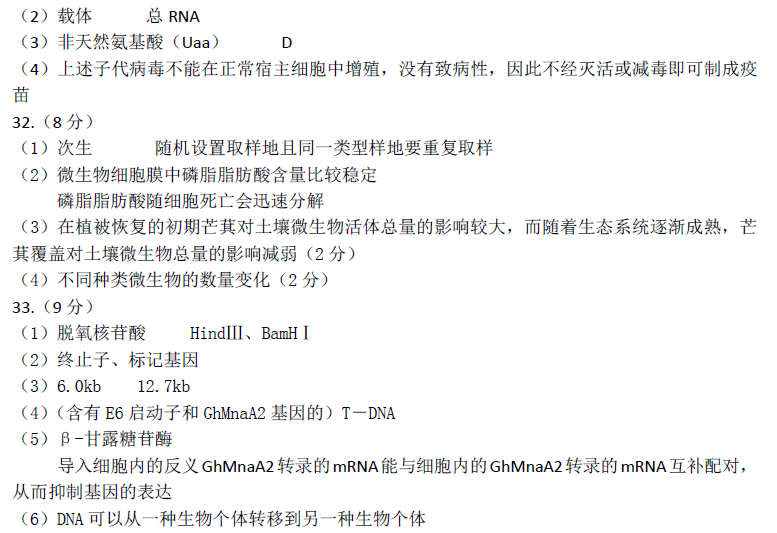 （2）载体 总 RNA
（3）非天然氨基酸（Uaa） D
（4）上述子代病毒不能在正常宿主细胞中增殖，没有致病性，因此不经灭活或减毒即可制成疫
苗
32.（8 分）
（1）次生 随机设置取样地且同一类型样地要重复取样
（2）微生物细胞膜中磷脂脂肪酸含量比较稳定
磷脂脂肪酸随细胞死亡会迅速分解
（3）在植被恢复的初期芒萁对土壤微生物活体总量的影响较大，而随着生态系统逐渐成熟，芒
萁覆盖对土壤微生物总量的影响减弱（2 分）
（4）不同种类微生物的数量变化（2 分）
33.（9 分）
（1）脱氧核苷酸 HindⅢ、BamHⅠ
（2）终止子、标记基因
（3）6.0kb 12.7kb
（4）（含有 E6 启动子和 GhMnaA2 基因的）T－DNA
（5）β-甘露糖苷酶
导入细胞内的反义 GhMnaA2 转录的 mRNA 能与细胞内的 GhMnaA2 转录的 mRNA 互补配对，
从而抑制基因的表达
（6）DNA 可以从一种生物个体转移到另一种生物个体